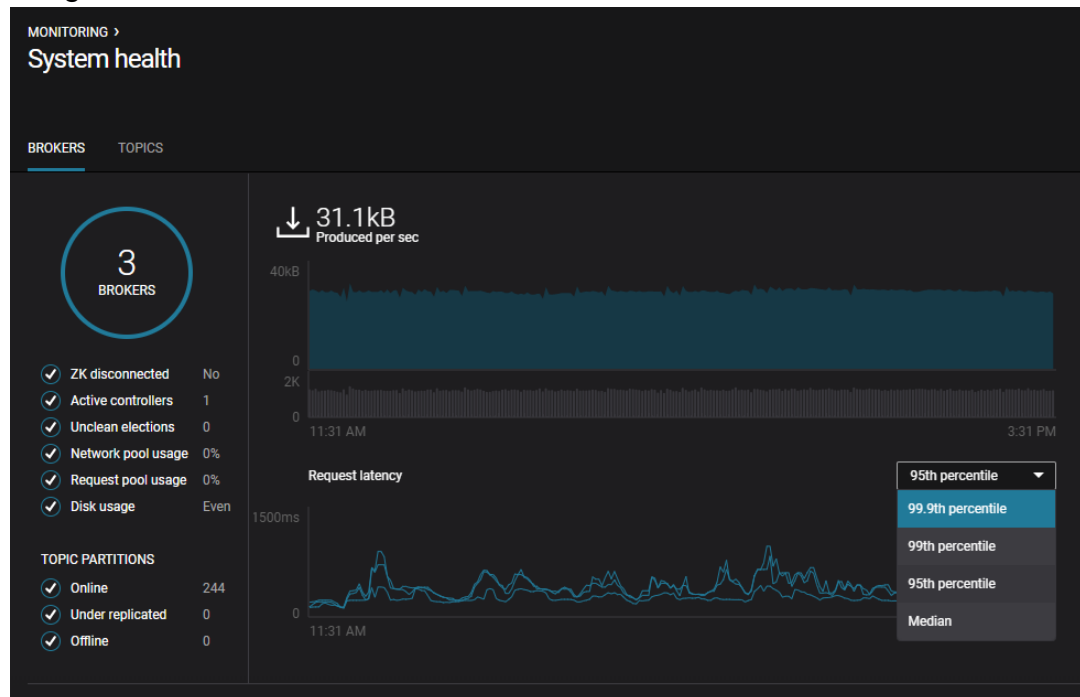 MONITORING >
System health
BROKERS TOPICS
3
BROKERS
ZK disconnected No
Active controllers 1
Unclean elections 0
Network pool usage 0%
Request pool usage 0%
Disk usage Even
TOPIC PARTITIONS
Online 244
Under replicated 0
Offline 0
31.1kB
Produced per sec
40kB
0
2K
0
11:31 AM 3:31 PM
Request latency 95th percentile
99.9th percentile
99th percentile
95th percentile
Median
1500ms
0
11:31 AM